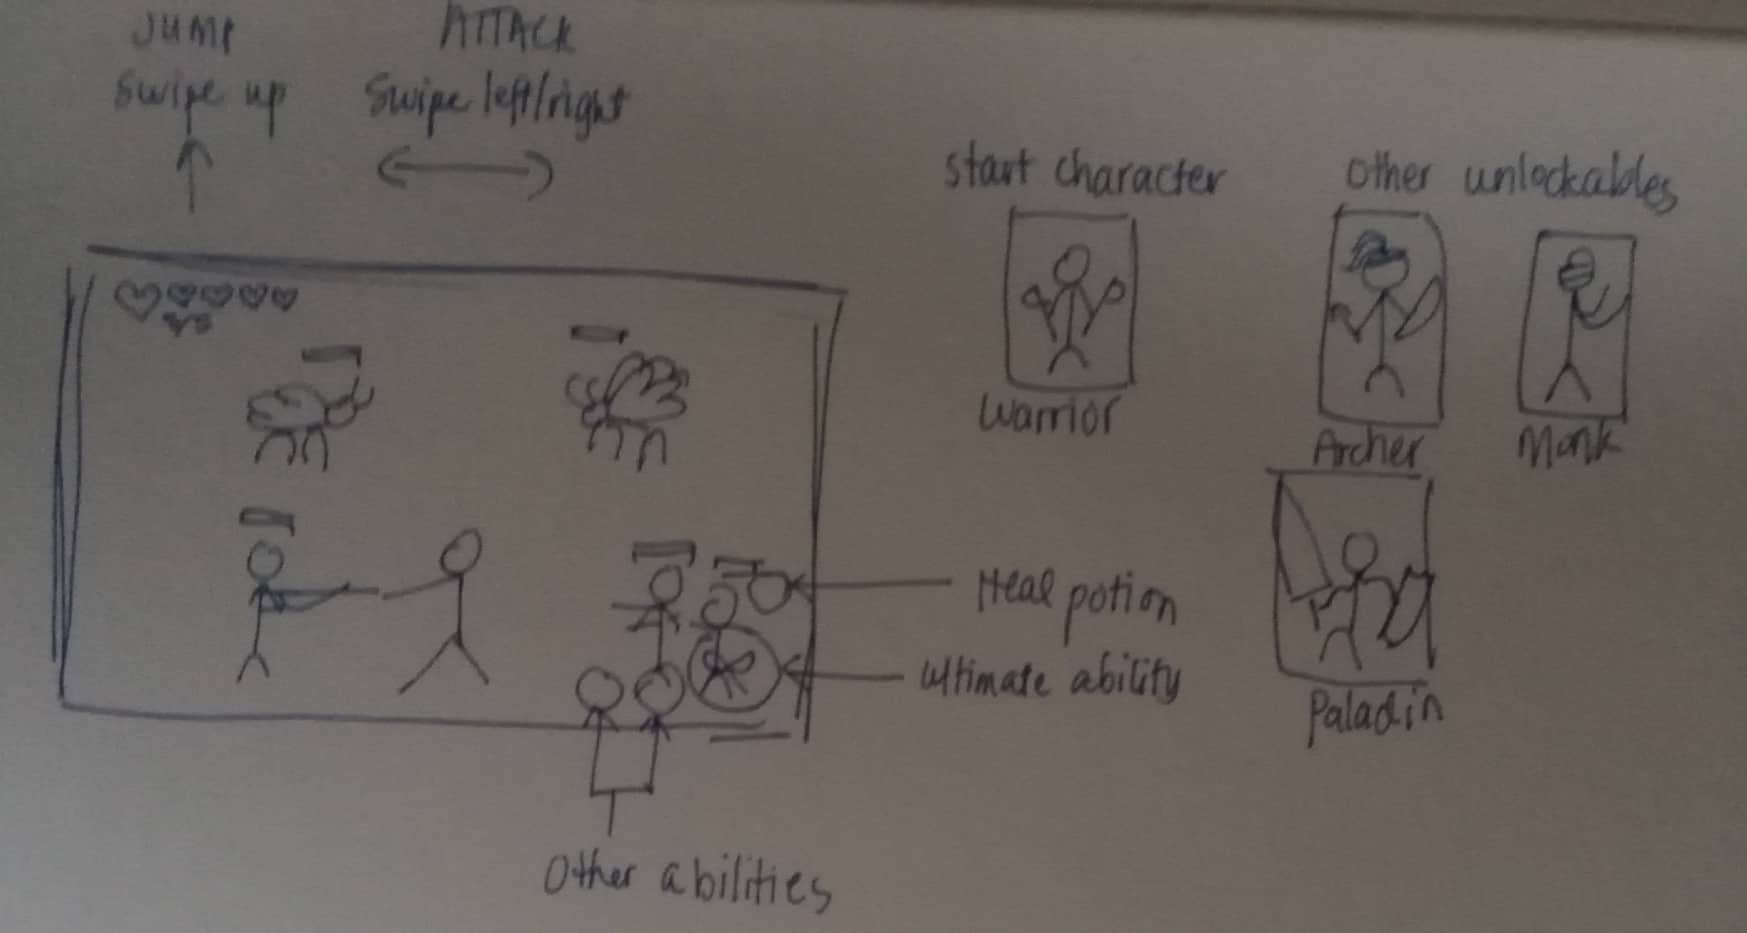 JUMP
swipe up
ATTACK
swipe left/right
start character
Warrior
other unlockables
Archer
Monk
Paladin
Heal potion
ultimate ability
Other abilities